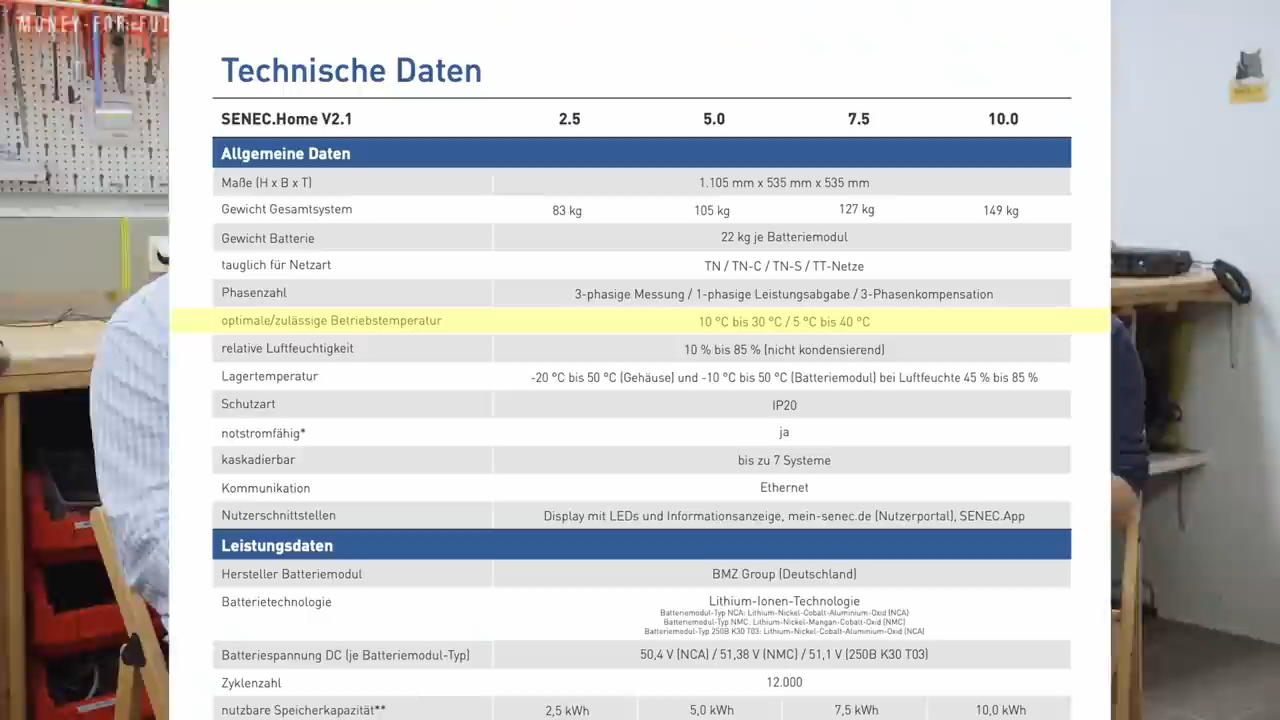 MONEY-FOR-FU
Technische Daten
SENEC.Home V2.1 2.5 5.0 7.5 10.0
Allgemeine Daten
Maße (H x B x T) 1.105 mm x 535 mm x 535 mm
Gewicht Gesamtsystem 83 kg 105 kg 127 kg 149 kg
Gewicht Batterie 22 kg je Batteriemodul
tauglich für Netzart TN / TN-C / TN-S / TT-Netze
Phasenzahl 3-phasige Messung / 1-phasige Leistungsabgabe / 3-Phasenkompensation
optimale/zulässige Betriebstemperatur 10 °C bis 30 °C / 5 °C bis 40 °C
relative Luftfeuchtigkeit 10 % bis 85 % (nicht kondensierend)
Lagertemperatur -20 °C bis 50 °C (Gehäuse) und -10 °C bis 50 °C (Batteriemodul) bei Luftfeuchte 45 % bis 85 %
Schutzart IP20
notstromfähig* ja
kaskadierbar bis zu 7 Systeme
Kommunikation Ethernet
Nutzerschnittstellen Display mit LEDs und Informationsanzeige, mein-senec.de (Nutzerportal), SENEC.App
Leistungsdaten
Hersteller Batteriemodul BMZ Group (Deutschland)
Batterietechnologie Lithium-Ionen-Technologie
Batteriemodul-Typ NCA: Lithium-Nickel-Cobalt-Aluminium-Oxid (NCA)
Batteriemodul-Typ NMC: Lithium-Nickel-Mangan-Cobalt-Oxid (NMC)
Batteriemodul-Typ 250B K30 T03: Lithium-Nickel-Cobalt-Aluminium-Oxid (NCA)
Batteriespannung DC (je Batteriemodul-Typ) 50,4 V (NCA) / 51,38 V (NMC) / 51,1 V (250B K30 T03)
Zyklenzahl 12.000
nutzbare Speicherkapazität** 2,5 kWh 5,0 kWh 7,5 kWh 10,0 kWh